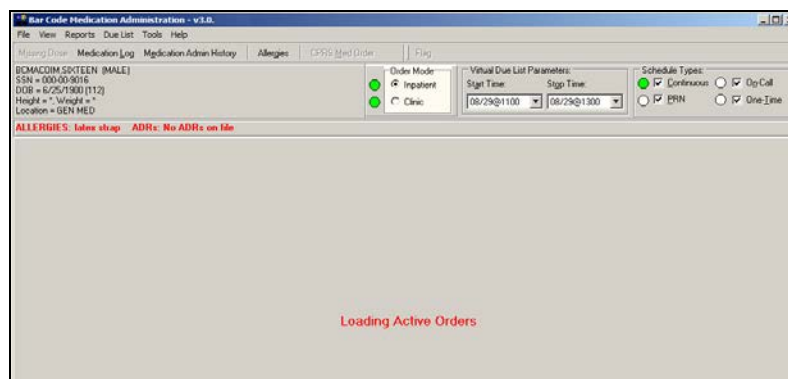 Bar Code Medication Administration - v3.0.
File View Reports Due List Tools Help
Missing Dose Medication Log Medication Admin History Allergies CPRS Med Order Flag
BCMACDIM,SIXTEEN (MALE)
SSN = 000-00-9016
DOB = 6/25/1900 (112)
Height = *, Weight = *
Location = GEN MED
Order Mode
Inpatient
Clinic
Virtual Due List Parameters:
Start Time: Stop Time:
08/29@1100 08/29@1300
Schedule Types:
Continuous On-Call
PRN One-Time
ALLERGIES: latex strap ADRs: No ADRs on file
Loading Active Orders